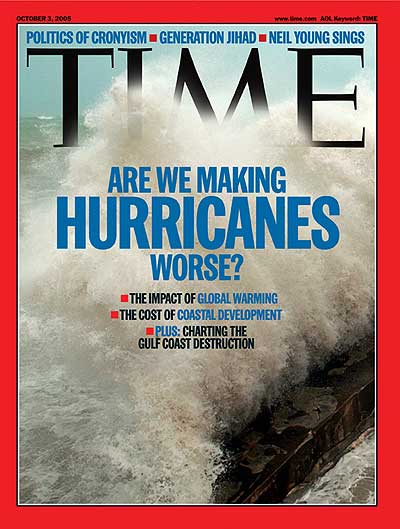 OCTOBER 3, 2005
www.time.com AOL Keyword: TIME
POLITICS OF CRONYISM ■ GENERATION JIHAD ■ NEIL YOUNG SINGS
TIME
ARE WE MAKING
HURRICANES
WORSE?
■ THE IMPACT OF GLOBAL WARMING
■ THE COST OF COASTAL DEVELOPMENT
■ PLUS: CHARTING THE
GULF COAST DESTRUCTION